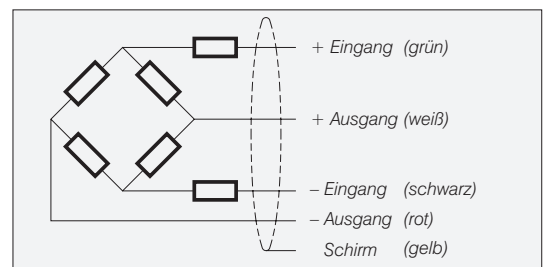 + Eingang (grün)
+ Ausgang (weiß)
– Eingang (schwarz)
– Ausgang (rot)
Schirm (gelb)